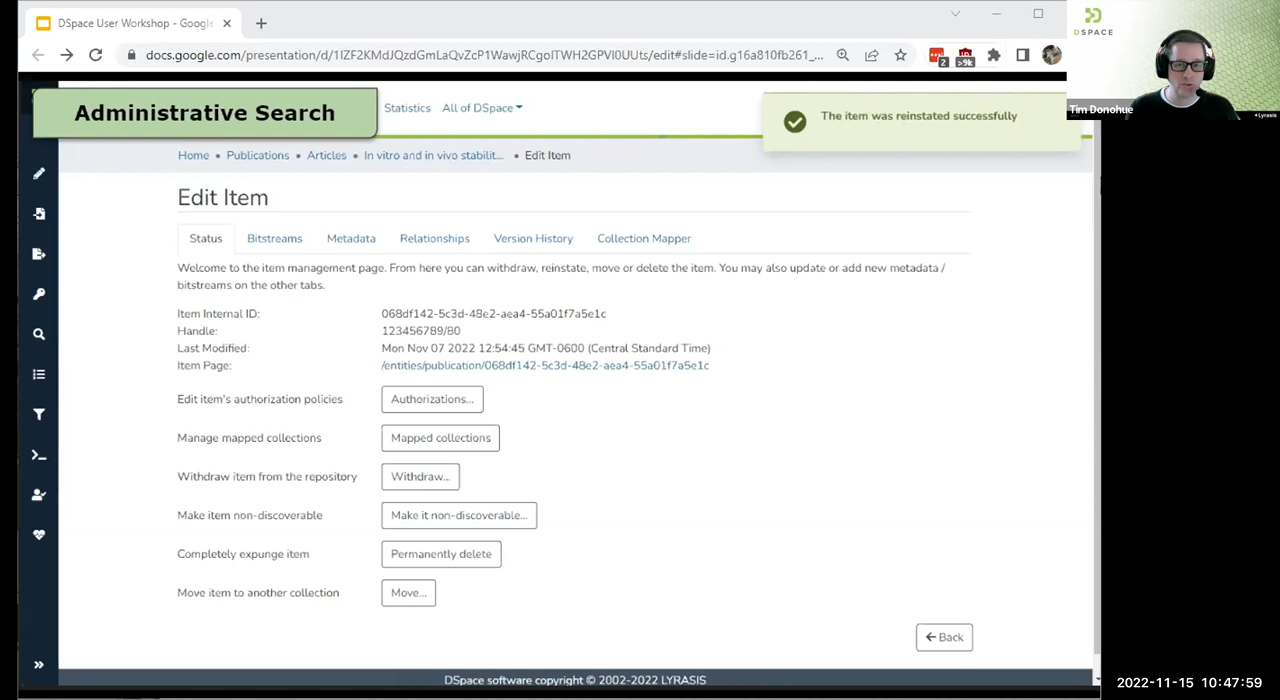 DSpace User Workshop - Googl
docs.google.com/presentation/d/1IZF2KMdJQzdGmLaQvZcP1WawjRCgoITWH2GPVI0UUts/edit#slide=id.g16a810fb261_...
2
>9k
DSPACE
Tim Donohue
Lyrasis
Administrative Search
Statistics All of DSpace
The item was reinstated successfully
Home • Publications • Articles • In vitro and in vivo stabilit... • Edit Item
Edit Item
Status Bitstreams Metadata Relationships Version History Collection Mapper
Welcome to the item management page. From here you can withdraw, reinstate, move or delete the item. You may also update or add new metadata /
bitstreams on the other tabs.
Item Internal ID: 068df142-5c3d-48e2-aea4-55a01f7a5e1c
Handle: 123456789/80
Last Modified: Mon Nov 07 2022 12:54:45 GMT-0600 (Central Standard Time)
Item Page: /entities/publication/068df142-5c3d-48e2-aea4-55a01f7a5e1c
Edit item's authorization policies Authorizations...
Manage mapped collections Mapped collections
Withdraw item from the repository Withdraw...
Make item non-discoverable Make it non-discoverable...
Completely expunge item Permanently delete
Move item to another collection Move...
Back
DSpace software copyright © 2002-2022 LYRASIS
2022-11-15 10:47:59